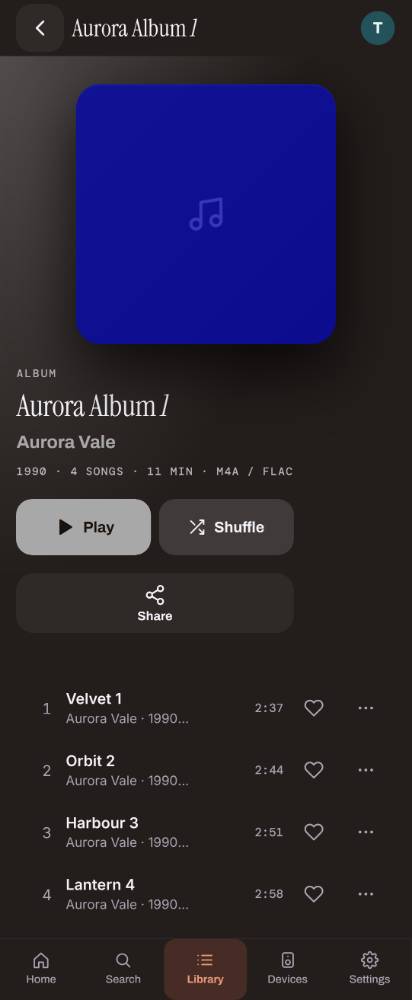 Aurora Album 1
T
ALBUM
Aurora Album 1
Aurora Vale
1990 · 4 SONGS · 11 MIN · M4A / FLAC
Play
Shuffle
Share
1 Velvet 1 2:37
Aurora Vale · 1990...
2 Orbit 2 2:44
Aurora Vale · 1990...
3 Harbour 3 2:51
Aurora Vale · 1990...
4 Lantern 4 2:58
Aurora Vale · 1990...
Home Search Library Devices Settings